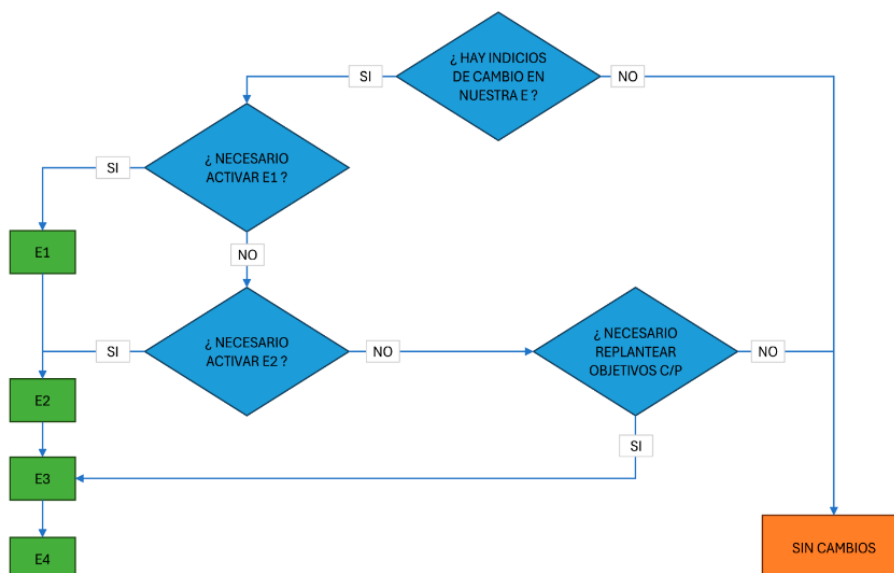 ¿ HAY INDICIOS
DE CAMBIO EN
NUESTRA E ?
SI
NO
¿ NECESARIO
ACTIVAR E1 ?
SI
E1
NO
¿ NECESARIO
ACTIVAR E2 ?
SI
NO
¿ NECESARIO
REPLANTEAR
OBJETIVOS C/P
NO
E2
SI
E3
SIN CAMBIOS
E4